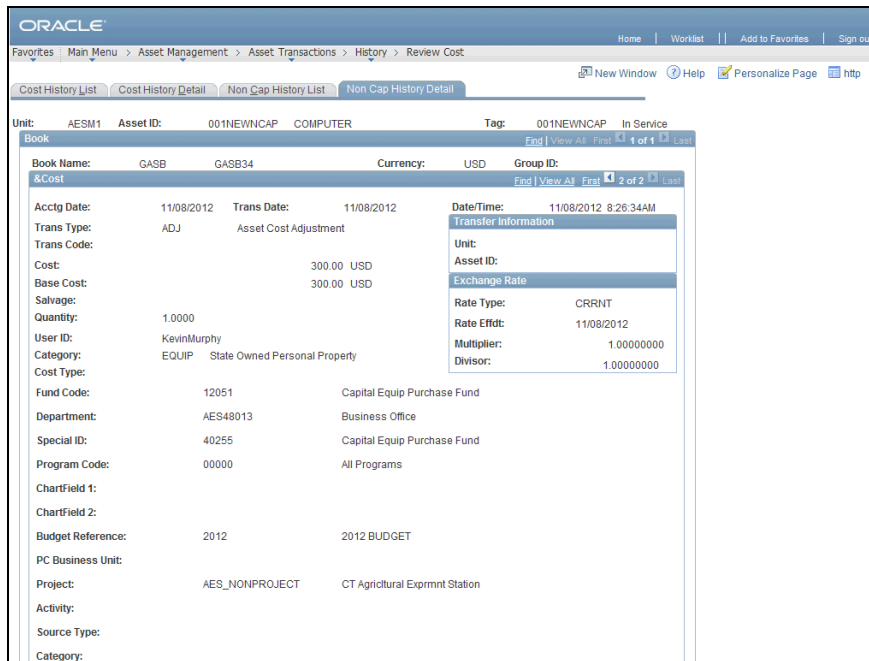 ORACLE
Home | Worklist | | Add to Favorites | Sign ou
Favorites Main Menu > Asset Management > Asset Transactions > History > Review Cost
New Window Help Personalize Page http
Cost History List Cost History Detail Non Cap History List Non Cap History Detail
Unit: AESM1 Asset ID: 001NEWNCAP COMPUTER Tag: 001NEWNCAP In Service
Book Find | View All First 1 of 1 Last
Book Name: GASB GASB34 Currency: USD Group ID:
&Cost Find | View All First 2 of 2 Last
Acctg Date: 11/08/2012 Trans Date: 11/08/2012 Date/Time: 11/08/2012 8:26:34AM
Trans Type: ADJ Asset Cost Adjustment
Trans Code:
Cost: 300.00 USD
Base Cost: 300.00 USD
Salvage:
Quantity: 1.0000
User ID: KevinMurphy
Category: EQUIP State Owned Personal Property
Cost Type:
Transfer Information
Unit:
Asset ID:
Exchange Rate
Rate Type: CRRNT
Rate Effdt: 11/08/2012
Multiplier: 1.00000000
Divisor: 1.00000000
Fund Code: 12051 Capital Equip Purchase Fund
Department: AES48013 Business Office
Special ID: 40255 Capital Equip Purchase Fund
Program Code: 00000 All Programs
ChartField 1:
ChartField 2:
Budget Reference: 2012 2012 BUDGET
PC Business Unit:
Project: AES_NONPROJECT CT Agricltural Exprmnt Station
Activity:
Source Type:
Category: